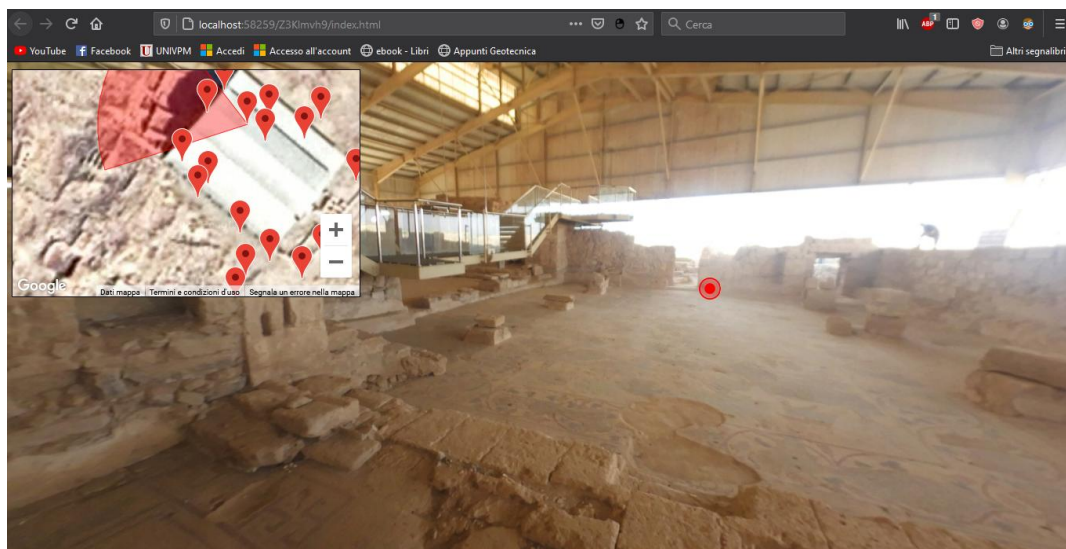 localhost:58259/Z3Klmvh9/index.html
Cerca
ABP
1
YouTube
Facebook
U UNIVPM
Accedi
Accesso all'account
ebook - Libri
Appunti Geotecnica
Altri segnalibri
+
−
Google
Dati mappa
Termini e condizioni d'uso
Segnala un errore nella mappa